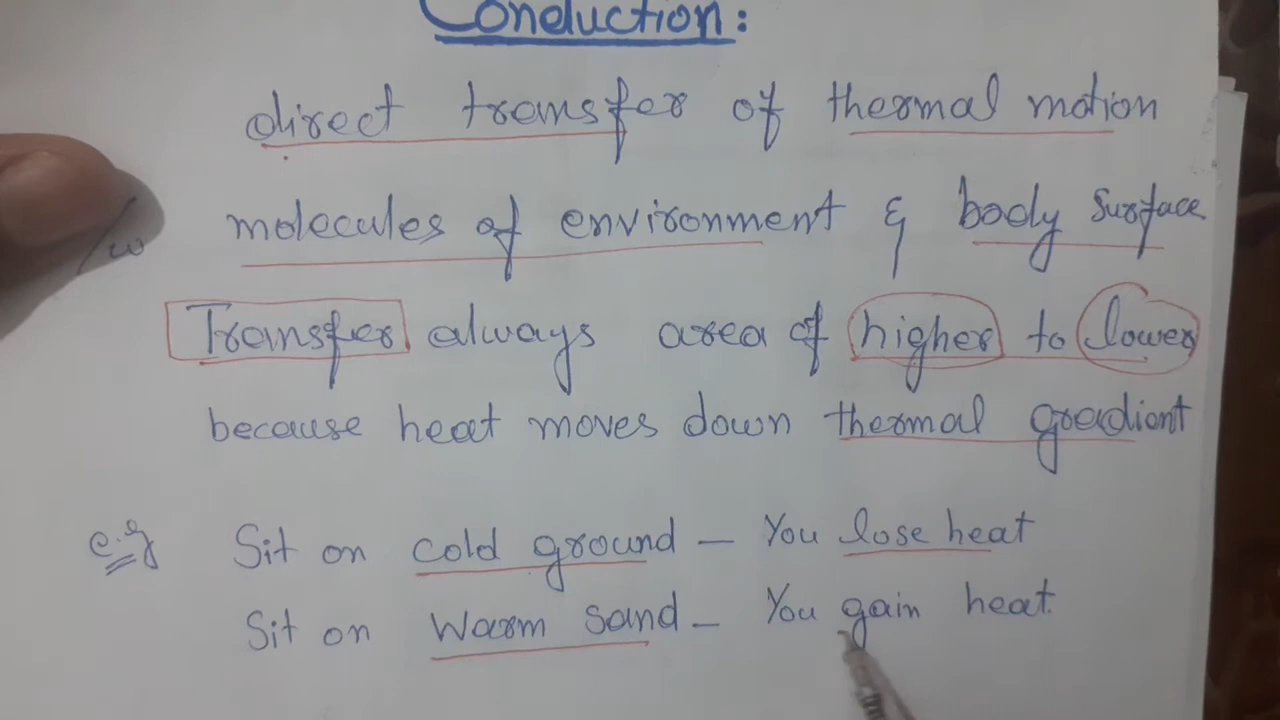 Conduction:
direct transfer of thermal motion
molecules of environment & body surface
Transfer always area of higher to lower
because heat moves down thermal gradient
e.g Sit on cold ground – You lose heat
Sit on warm sand – You gain heat.